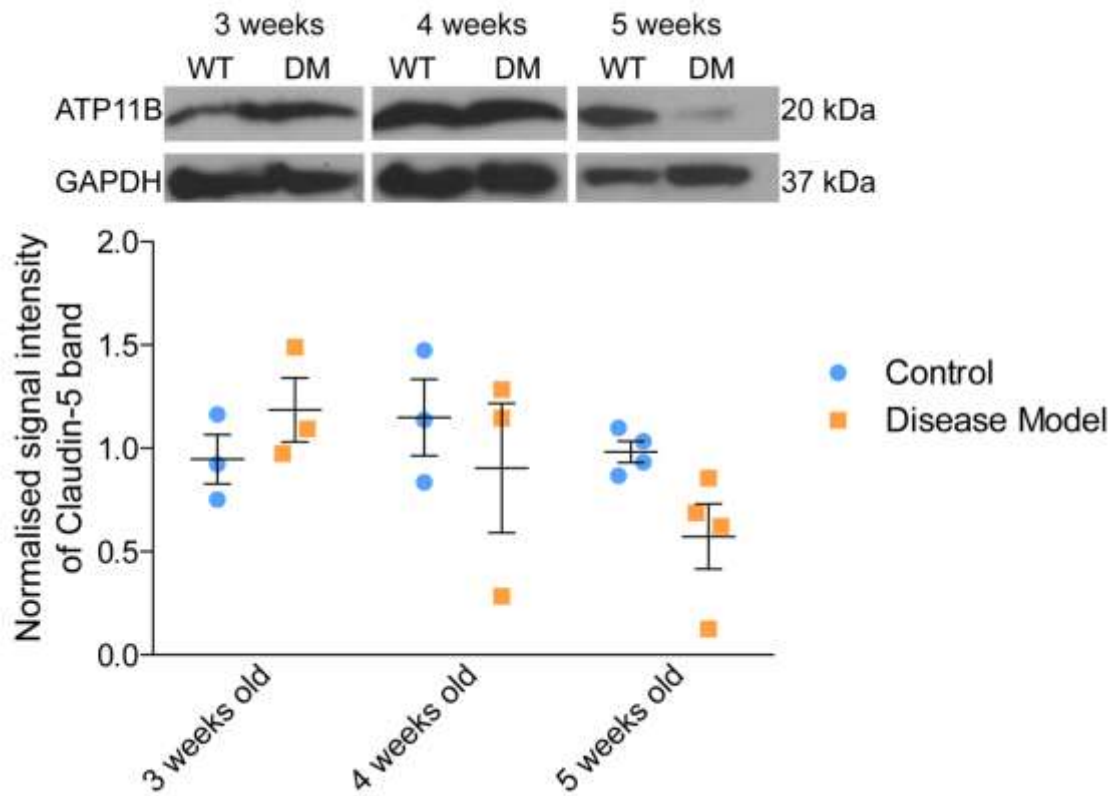 3 weeks 4 weeks 5 weeks
WT DM WT DM WT DM
ATP11B 20 kDa
GAPDH 37 kDa
Normalised signal intensity
of Claudin-5 band
2.0
1.5
1.0
0.5
0.0
3 weeks old
4 weeks old
5 weeks old
Control
Disease Model